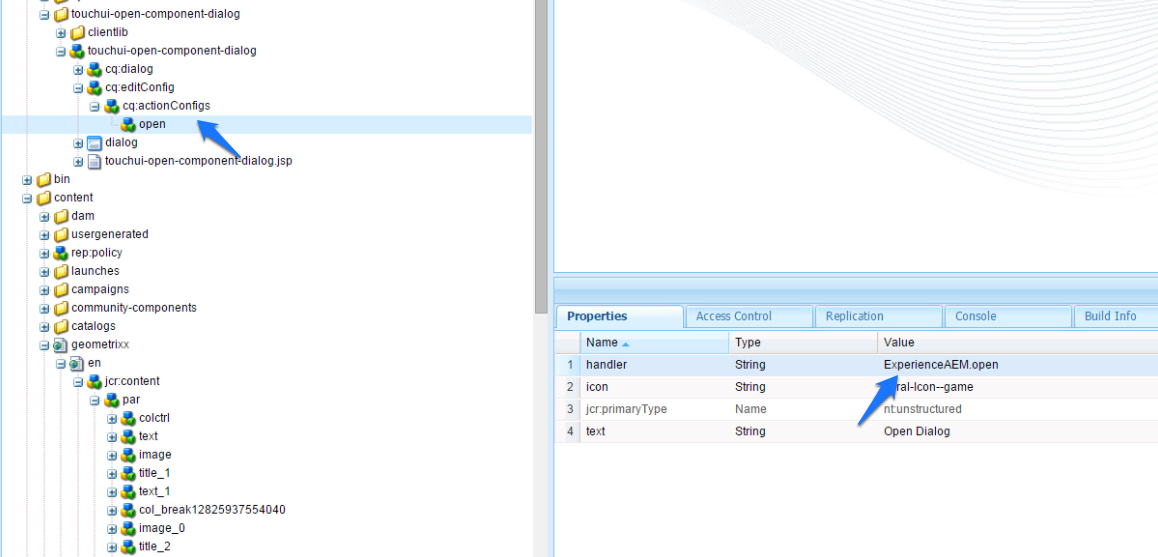 touchui-open-component-dialog
clientlib
touchui-open-component-dialog
cq:dialog
cq:editConfig
cq:actionConfigs
open
dialog
touchui-open-component-dialog.jsp
bin
content
dam
usergenerated
rep:policy
launches
campaigns
community-components
catalogs
geometrixx
en
jcr:content
par
colctrl
text
image
title_1
text_1
col_break12825937554040
image_0
title_2
Properties Access Control Replication Console Build Info
Name Type Value
1 handler String ExperienceAEM.open
2 icon String ral-Icon--game
3 jcr:primaryType Name nt:unstructured
4 text String Open Dialog